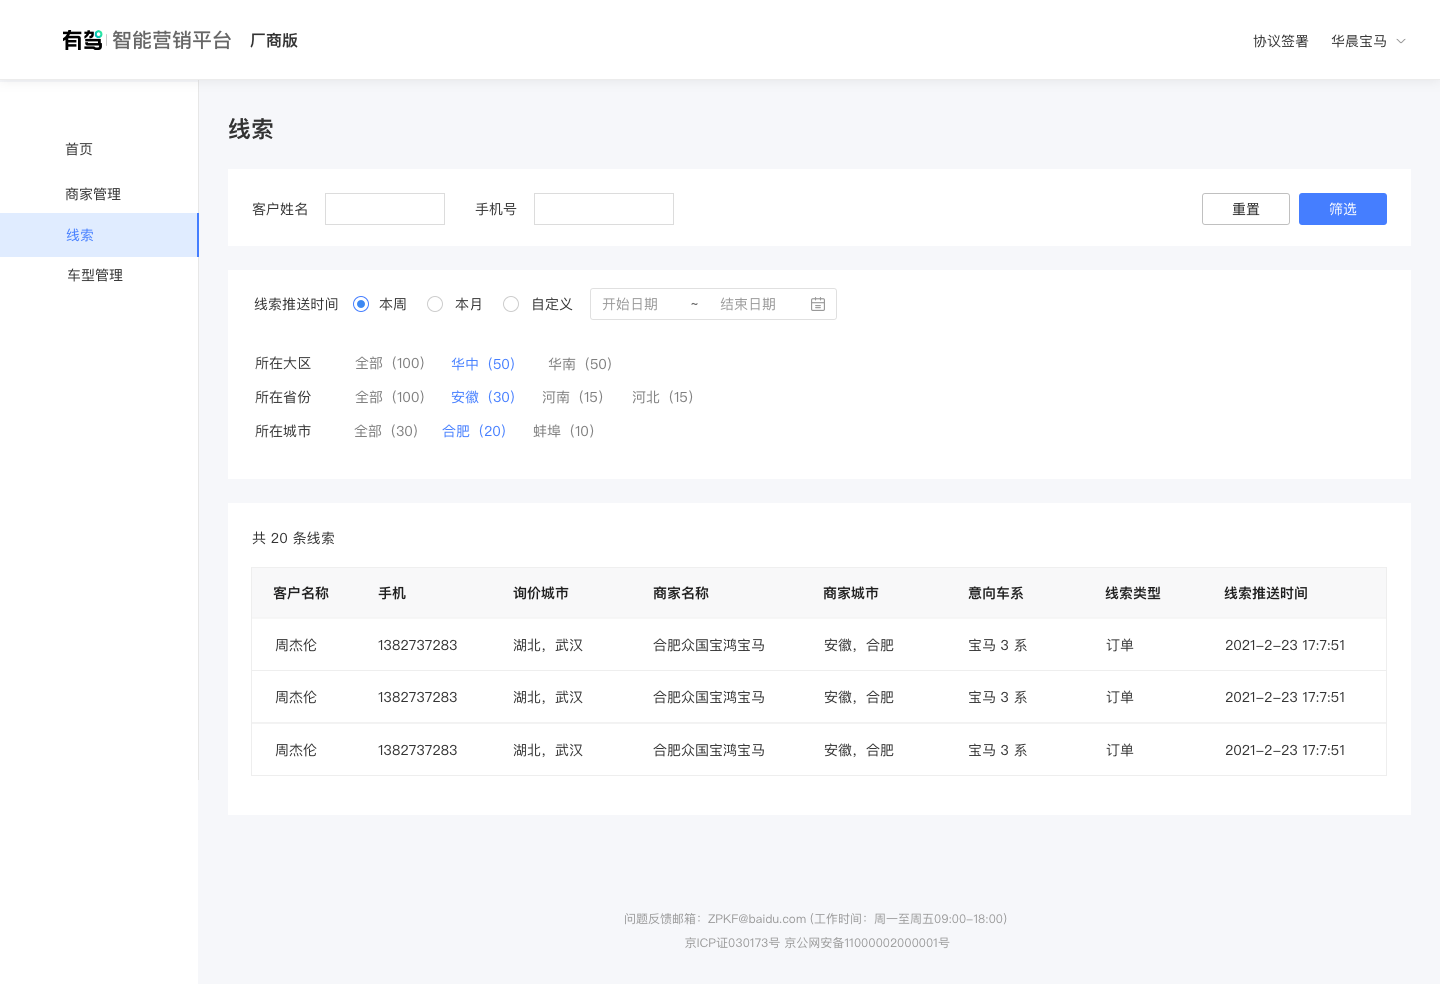 有驾 智能营销平台 厂商版 协议签署 华晨宝马
首页
商家管理
线索
车型管理
线索
客户姓名 手机号 重置 筛选
线索推送时间 本周 本月 自定义 开始日期 ~ 结束日期
所在大区 全部（100） 华中（50） 华南（50）
所在省份 全部（100） 安徽（30） 河南（15） 河北（15）
所在城市 全部（30） 合肥（20） 蚌埠（10）
共 20 条线索
客户名称 手机 询价城市 商家名称 商家城市 意向车系 线索类型 线索推送时间
周杰伦 1382737283 湖北，武汉 合肥众国宝鸿宝马 安徽，合肥 宝马 3 系 订单 2021-2-23 17:7:51
周杰伦 1382737283 湖北，武汉 合肥众国宝鸿宝马 安徽，合肥 宝马 3 系 订单 2021-2-23 17:7:51
周杰伦 1382737283 湖北，武汉 合肥众国宝鸿宝马 安徽，合肥 宝马 3 系 订单 2021-2-23 17:7:51
问题反馈邮箱：ZPKF@baidu.com (工作时间：周一至周五09:00-18:00)
京ICP证030173号 京公网安备11000002000001号